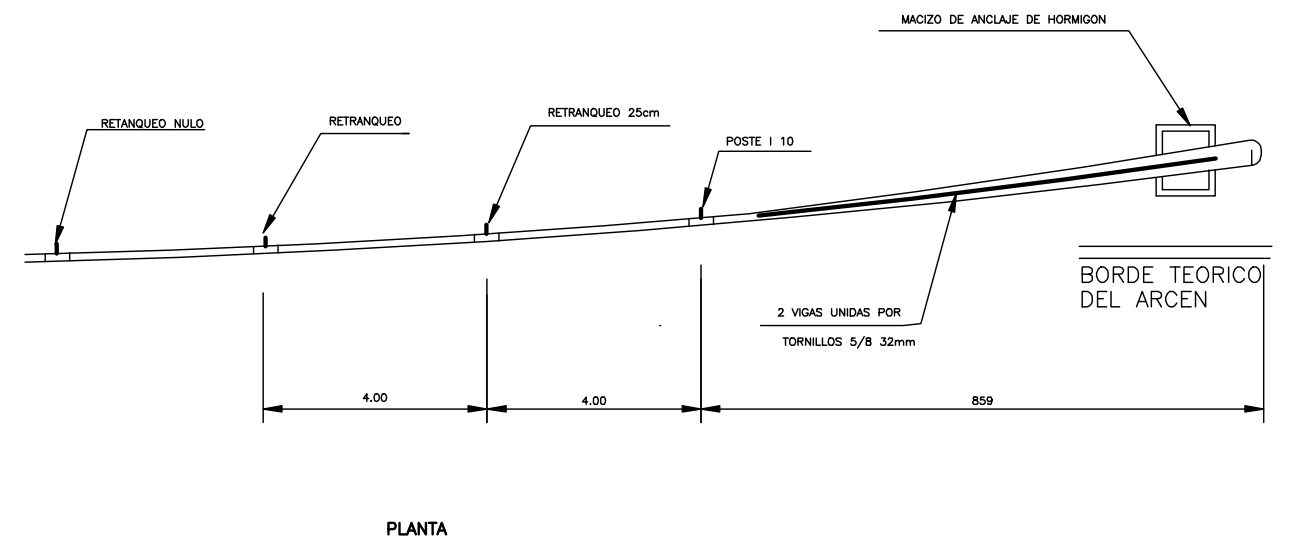 MACIZO DE ANCLAJE DE HORMIGON
RETANQUEO NULO
RETRANQUEO
RETRANQUEO 25cm
POSTE I 10
BORDE TEORICO
DEL ARCEN
2 VIGAS UNIDAS POR
TORNILLOS 5/8 32mm
4.00
4.00
859
PLANTA